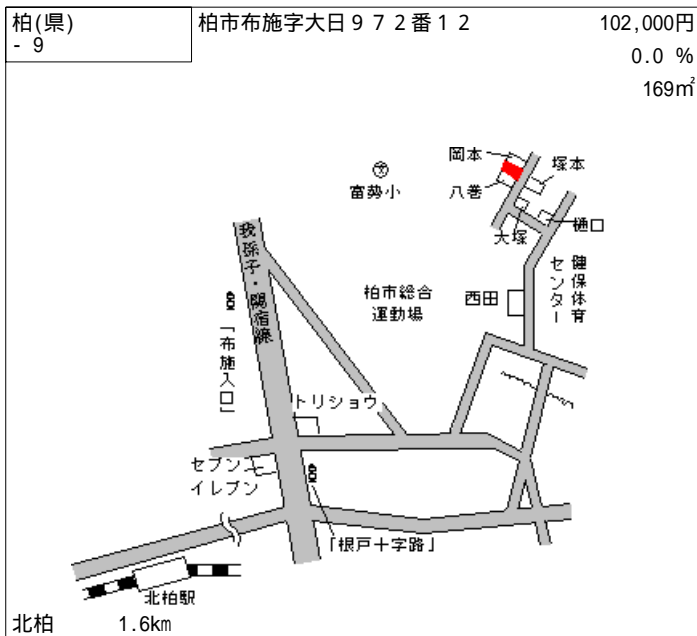 柏(県)
- 9
柏市布施字大日９７２番１２
102,000円
0.0 %
169㎡
岡本
塚本
富勢小
八巻
大塚
樋口
我孫子・関宿線
柏市総合
運動場
西田
健保体育
センター
「布施入口」
トリショウ
セブン
イレブン
「根戸十字路」
北柏駅
北柏 1.6km